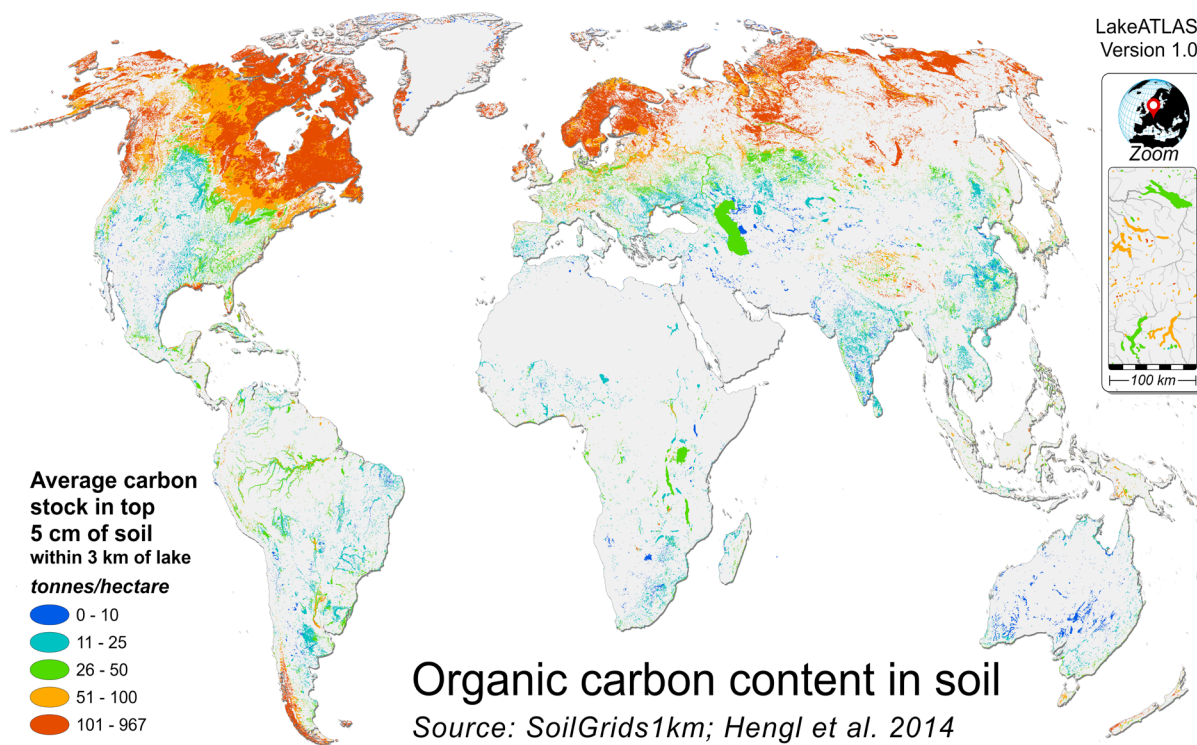 LakeATLAS
Version 1.0
Zoom
100 km
Average carbon
stock in top
5 cm of soil
within 3 km of lake
tonnes/hectare
0 - 10
11 - 25
26 - 50
51 - 100
101 - 967
Organic carbon content in soil
Source: SoilGrids1km; Hengl et al. 2014